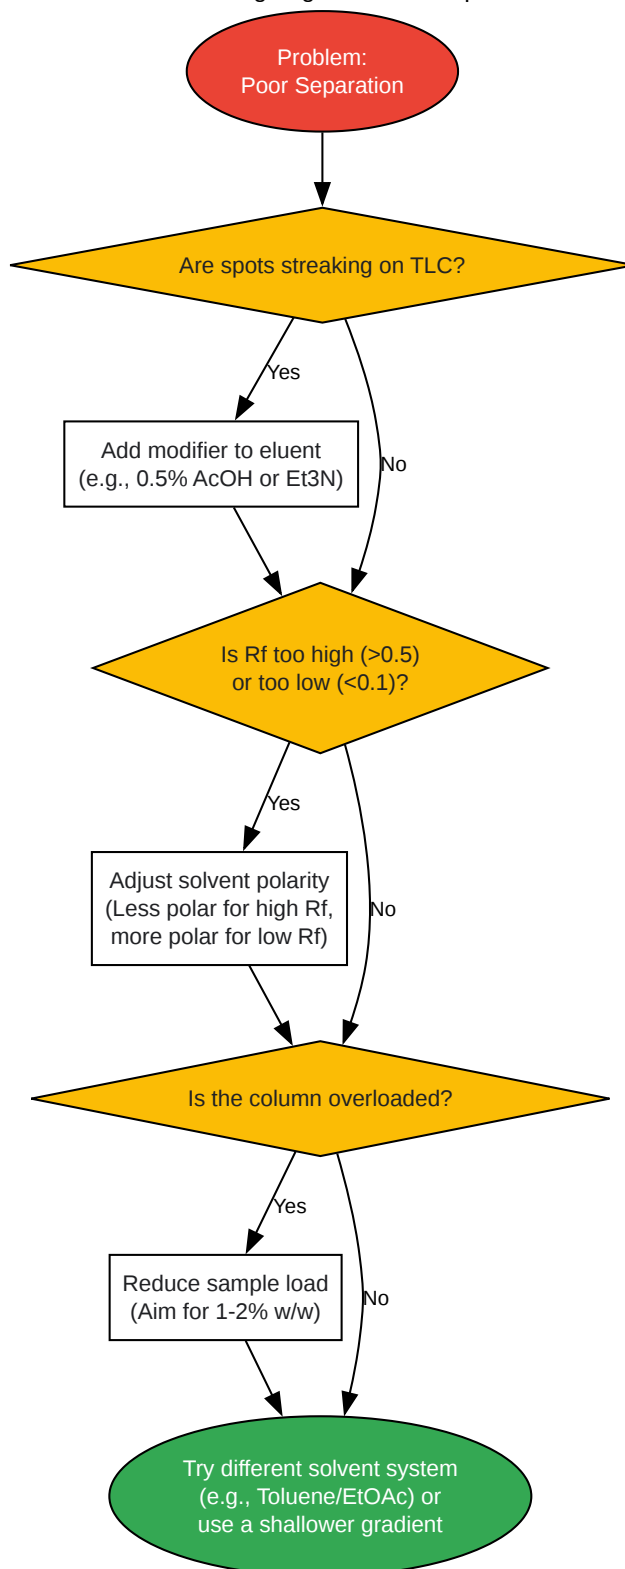 Problem:
Poor Separation
Are spots streaking on TLC?
Yes
Add modifier to eluent
(e.g., 0.5% AcOH or Et3N)
No
Is Rf too high (>0.5)
or too low (<0.1)?
Yes
Adjust solvent polarity
(Less polar for high Rf,
more polar for low Rf)
No
Is the column overloaded?
Yes
Reduce sample load
(Aim for 1-2% w/w)
No
Try different solvent system
(e.g., Toluene/EtOAc) or
use a shallower gradient